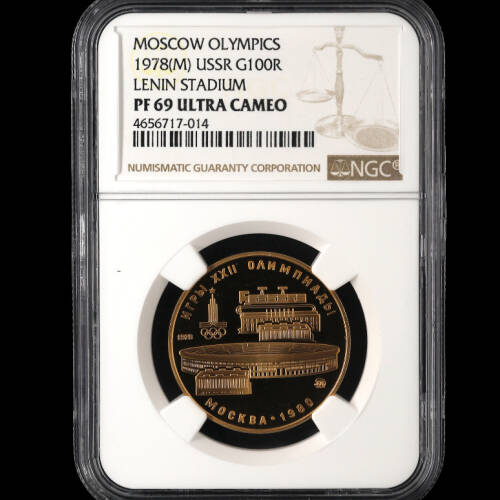 MOSCOW OLYMPICS
1978(M) USSR G100R
LENIN STADIUM
PF 69 ULTRA CAMEO
4656717-014
NUMISMATIC GUARANTY CORPORATION
NGC®
ИГРЫ XXII ОЛИМПИАДЫ
1978
МОСКВА·1980